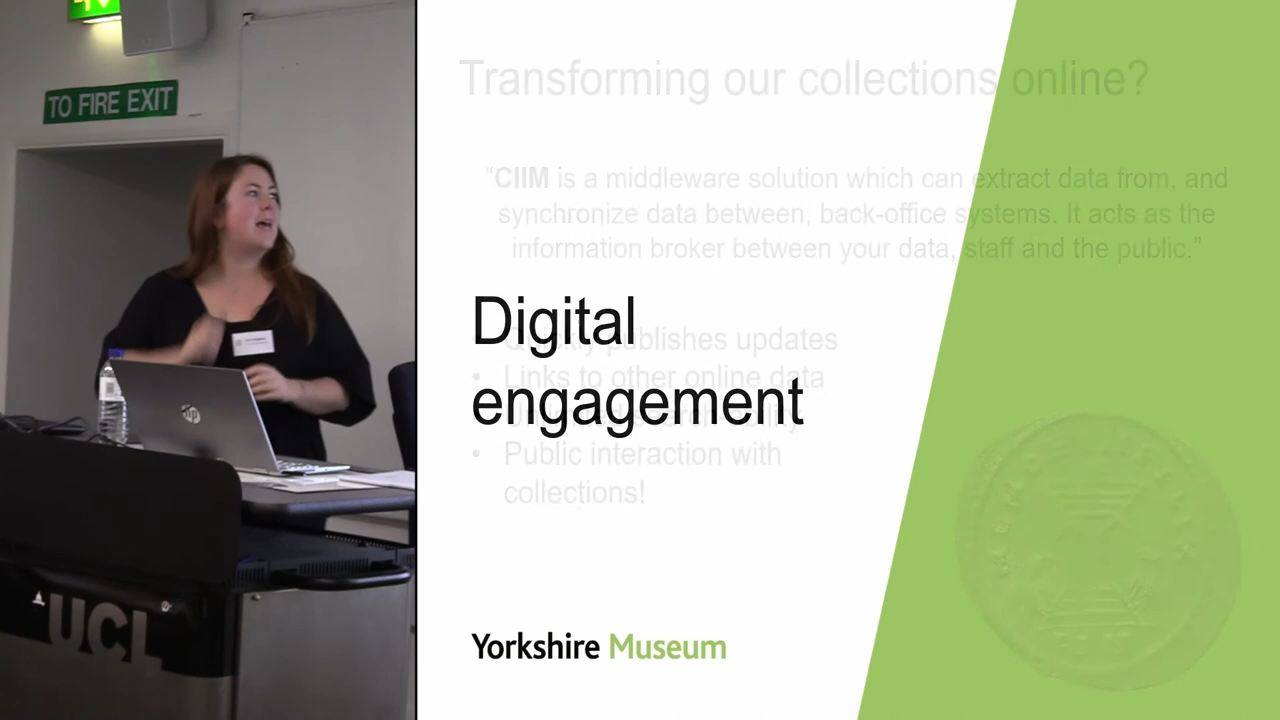 TO FIRE EXIT
hp
UCL
Transforming our collections online?
“CIIM is a middleware solution which can extract data from, and
synchronize data between, back-office systems. It acts as the
information broker between your data, staff and the public.”
Digital
engagement
Quickly publishes updates
• Links to other online data
• Public interaction with
collections!
Yorkshire Museum